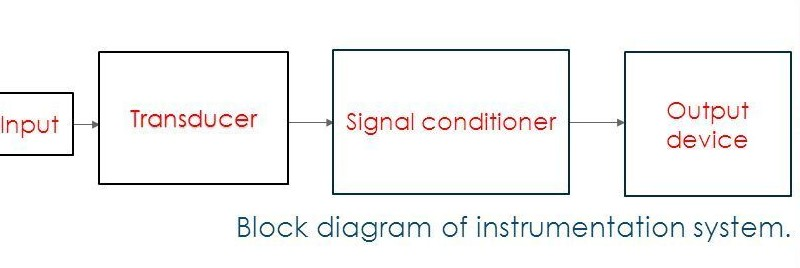 Input
Transducer
Signal conditioner
Output
device
Block diagram of instrumentation system.